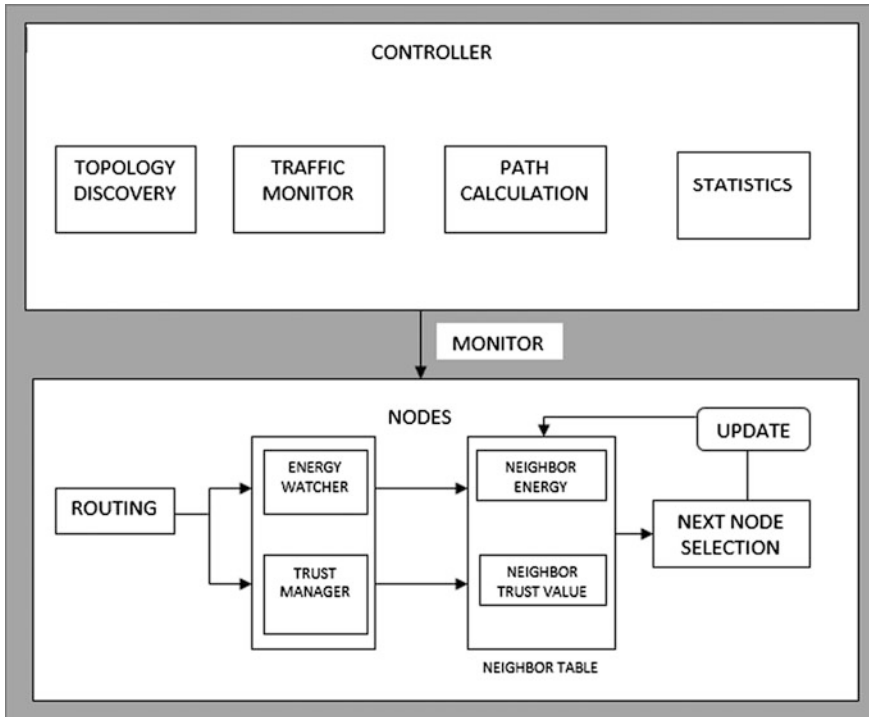 CONTROLLER
TOPOLOGY
DISCOVERY
TRAFFIC
MONITOR
PATH
CALCULATION
STATISTICS
MONITOR
NODES
UPDATE
ENERGY
WATCHER
NEIGHBOR
ENERGY
ROUTING
NEXT NODE
SELECTION
TRUST
MANAGER
NEIGHBOR
TRUST VALUE
NEIGHBOR TABLE